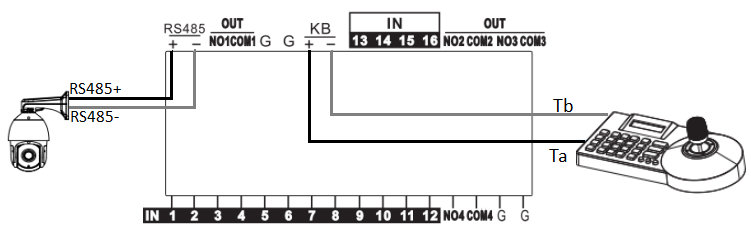 RS485 OUT KB IN OUT
+ − NO1COM1 G G + − 13 14 15 16 NO2 COM2 NO3 COM3
RS485+
RS485-
Tb
Ta
IN 1 2 3 4 5 6 7 8 9 10 11 12 NO4 COM4 G G